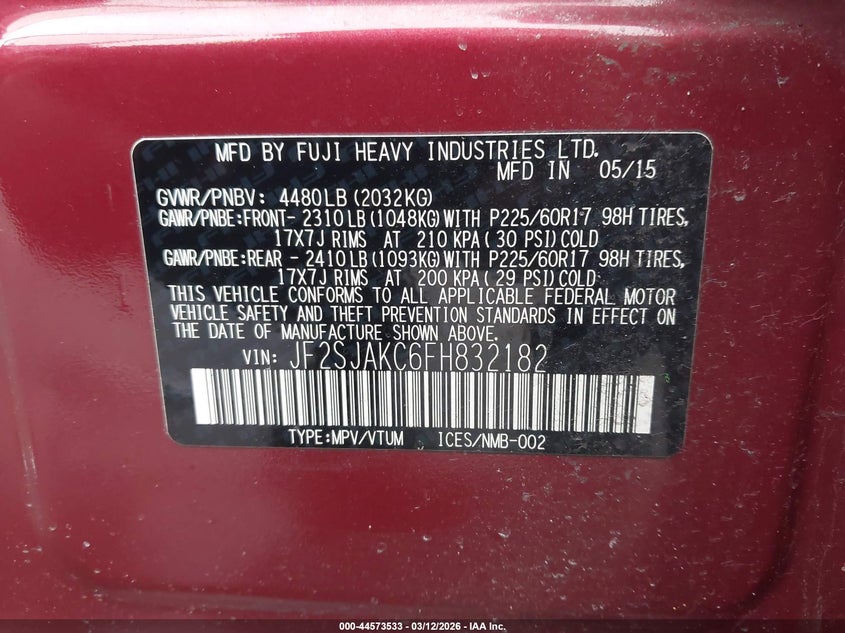 MFD BY FUJI HEAVY INDUSTRIES LTD.
MFD IN 05/15
GVWR/PNBV: 4480LB (2032KG)
GAWR/PNBE:FRONT- 2310LB (1048KG) WITH P225/60R17 98H TIRES,
17X7J RIMS AT 210 KPA ( 30 PSI) COLD
GAWR/PNBE:REAR - 2410LB (1093KG) WITH P225/60R17 98H TIRES,
17X7J RIMS AT 200 KPA ( 29 PSI) COLD
THIS VEHICLE CONFORMS TO ALL APPLICABLE FEDERAL MOTOR
VEHICLE SAFETY AND THEFT PREVENTION STANDARDS IN EFFECT ON
THE DATE OF MANUFACTURE SHOWN ABOVE.
VIN: JF2SJAKC6FH832182
TYPE:MPV/VTUM ICES/NMB-002
000-44573533 - 03/12/2026 - IAA Inc.